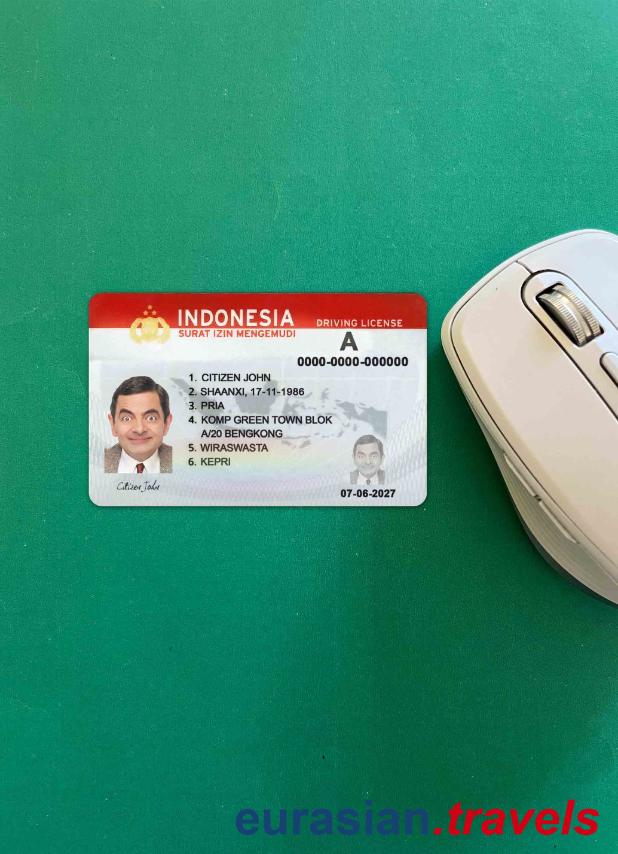 INDONESIA
SURAT IZIN MENGEMUDI
DRIVING LICENSE
A
0000-0000-000000
1. CITIZEN JOHN
2. SHAANXI, 17-11-1986
3. PRIA
4. KOMP GREEN TOWN BLOK
A/20 BENGKONG
5. WIRASWASTA
6. KEPRI
Citizen John
07-06-2027
eurasian.travels